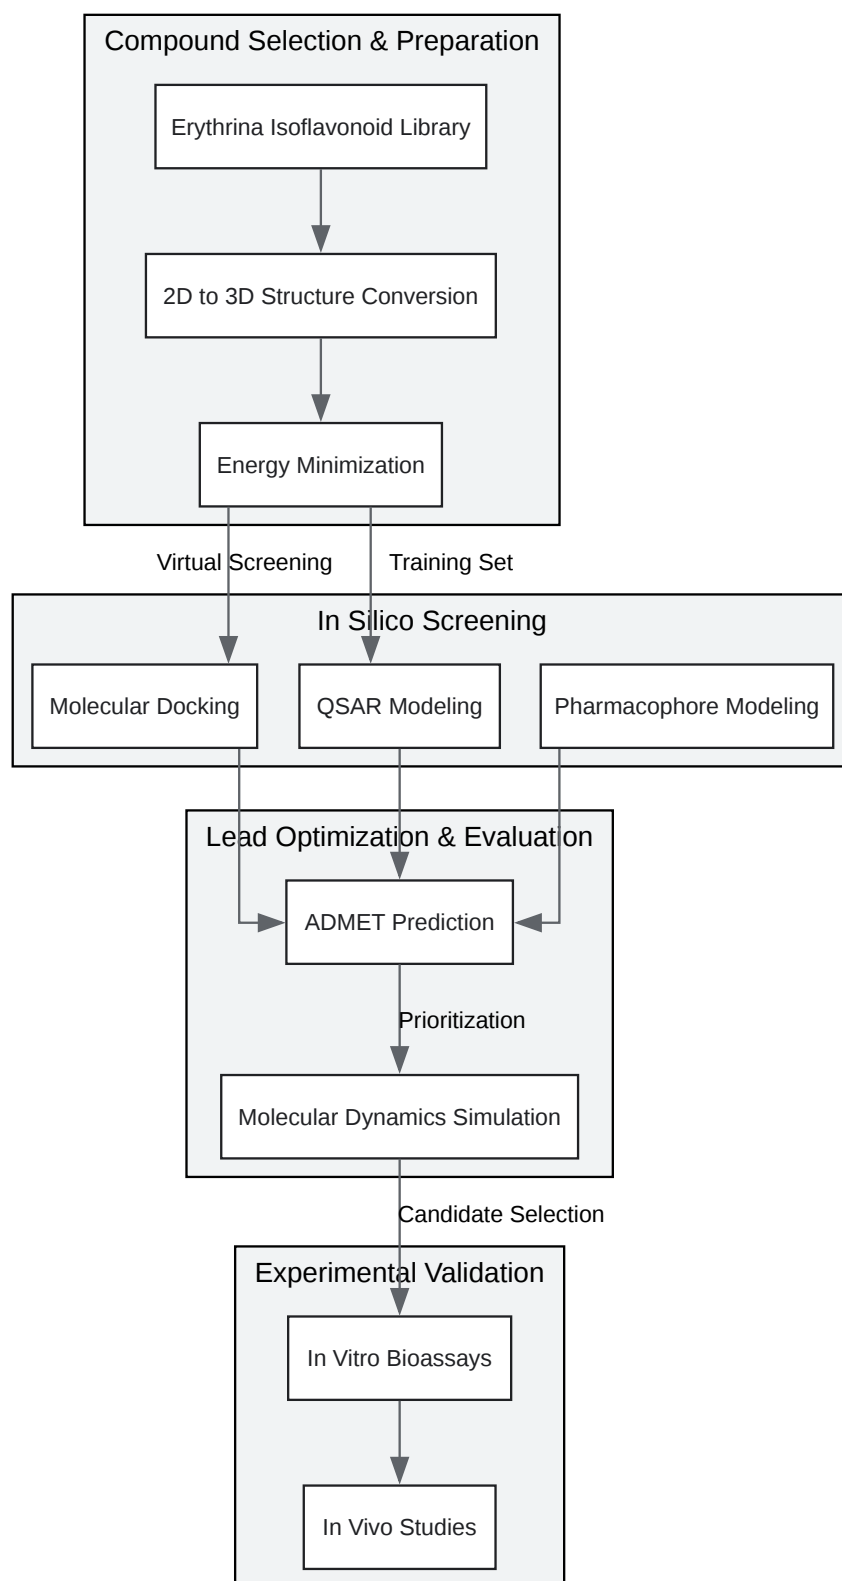 Compound Selection & Preparation
Erythrina Isoflavonoid Library
2D to 3D Structure Conversion
Energy Minimization
Virtual Screening
Training Set
In Silico Screening
Molecular Docking
QSAR Modeling
Pharmacophore Modeling
Lead Optimization & Evaluation
ADMET Prediction
Prioritization
Molecular Dynamics Simulation
Candidate Selection
Experimental Validation
In Vitro Bioassays
In Vivo Studies